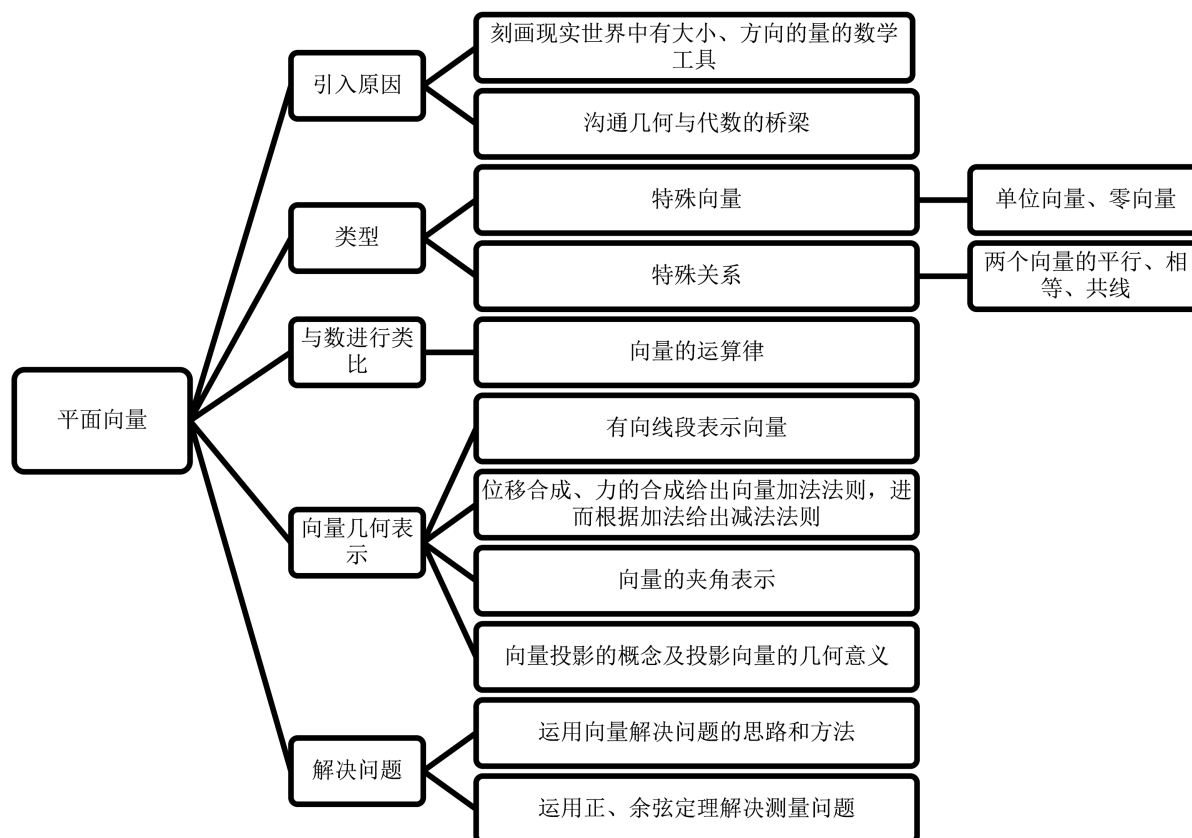 刻画现实世界中有大小、方向的量的数学
工具
引入原因
沟通几何与代数的桥梁
特殊向量
单位向量、零向量
类型
特殊关系
两个向量的平行、相
等、共线
与数进行类
比
向量的运算律
平面向量
有向线段表示向量
位移合成、力的合成给出向量加法法则，进
而根据加法给出减法法则
向量几何表
示
向量的夹角表示
向量投影的概念及投影向量的几何意义
运用向量解决问题的思路和方法
解决问题
运用正、余弦定理解决测量问题